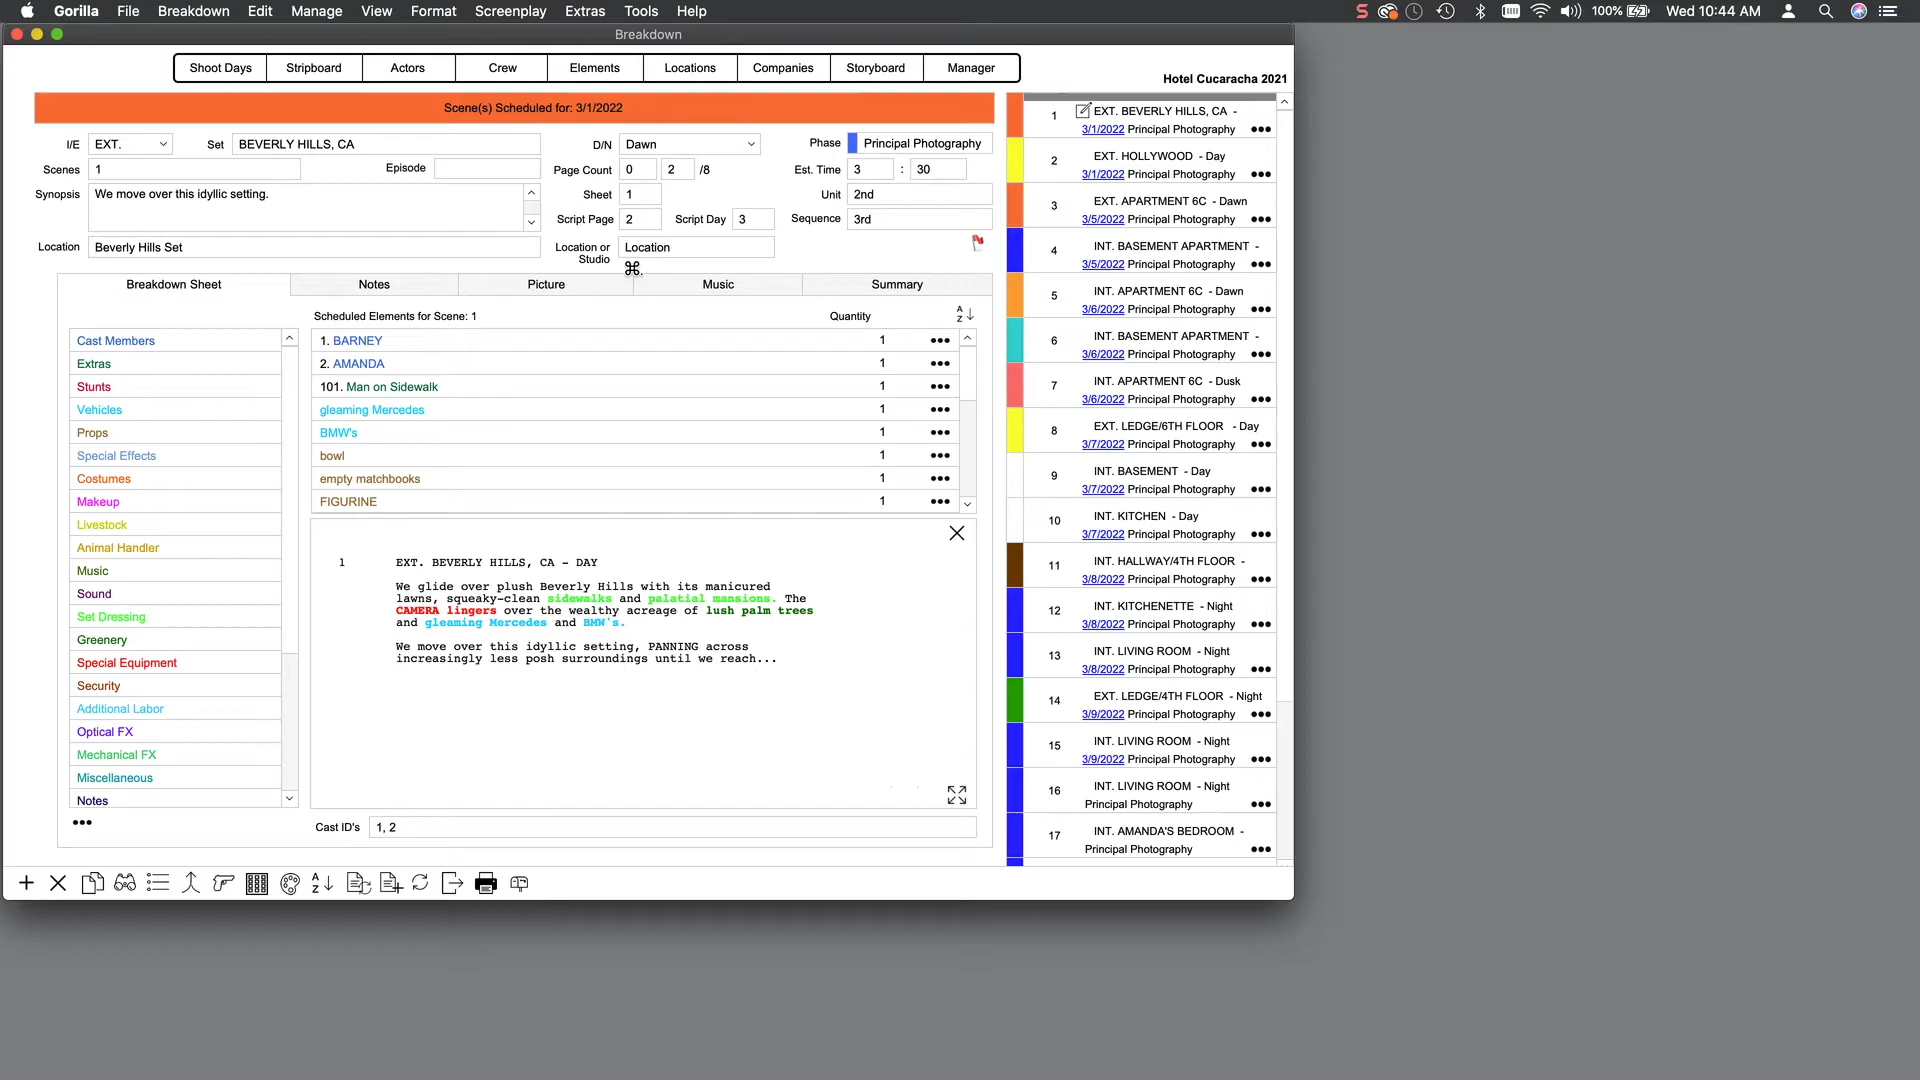 Gorilla File Breakdown Edit Manage View Format Screenplay Extras Tools Help 100% Wed 10:44 AM
Breakdown
Shoot Days Stripboard Actors Crew Elements Locations Companies Storyboard Manager
Hotel Cucaracha 2021
Scene(s) Scheduled for: 3/1/2022
I/E EXT. Set BEVERLY HILLS, CA D/N Dawn Phase Principal Photography
Scenes 1 Episode Page Count 0 2 /8 Est. Time 3 : 30
Synopsis We move over this idyllic setting. Sheet 1 Unit 2nd
Script Page 2 Script Day 3 Sequence 3rd
Location Beverly Hills Set Location or Studio Location
Breakdown Sheet Notes Picture Music Summary
Scheduled Elements for Scene: 1 Quantity A Z
Cast Members
Extras
Stunts
Vehicles
Props
Special Effects
Costumes
Makeup
Livestock
Animal Handler
Music
Sound
Set Dressing
Greenery
Special Equipment
Security
Additional Labor
Optical FX
Mechanical FX
Miscellaneous
Notes
1. BARNEY 1
2. AMANDA 1
101. Man on Sidewalk 1
gleaming Mercedes 1
BMW's 1
bowl 1
empty matchbooks 1
FIGURINE 1
1 EXT. BEVERLY HILLS, CA - DAY
We glide over plush Beverly Hills with its manicured
lawns, squeaky-clean sidewalks and palatial mansions. The
CAMERA lingers over the wealthy acreage of lush palm trees
and gleaming Mercedes and BMW's.
We move over this idyllic setting, PANNING across
increasingly less posh surroundings until we reach...
Cast ID's 1, 2
1 EXT. BEVERLY HILLS, CA -
3/1/2022 Principal Photography
2 EXT. HOLLYWOOD - Day
3/1/2022 Principal Photography
3 EXT. APARTMENT 6C - Dawn
3/5/2022 Principal Photography
4 INT. BASEMENT APARTMENT -
3/5/2022 Principal Photography
5 INT. APARTMENT 6C - Dawn
3/6/2022 Principal Photography
6 INT. BASEMENT APARTMENT -
3/6/2022 Principal Photography
7 INT. APARTMENT 6C - Dusk
3/6/2022 Principal Photography
8 EXT. LEDGE/6TH FLOOR - Day
3/7/2022 Principal Photography
9 INT. BASEMENT - Day
3/7/2022 Principal Photography
10 INT. KITCHEN - Day
3/7/2022 Principal Photography
11 INT. HALLWAY/4TH FLOOR -
3/8/2022 Principal Photography
12 INT. KITCHENETTE - Night
3/8/2022 Principal Photography
13 INT. LIVING ROOM - Night
3/8/2022 Principal Photography
14 EXT. LEDGE/4TH FLOOR - Night
3/9/2022 Principal Photography
15 INT. LIVING ROOM - Night
3/9/2022 Principal Photography
16 INT. LIVING ROOM - Night
Principal Photography
17 INT. AMANDA'S BEDROOM -
Principal Photography
A Z